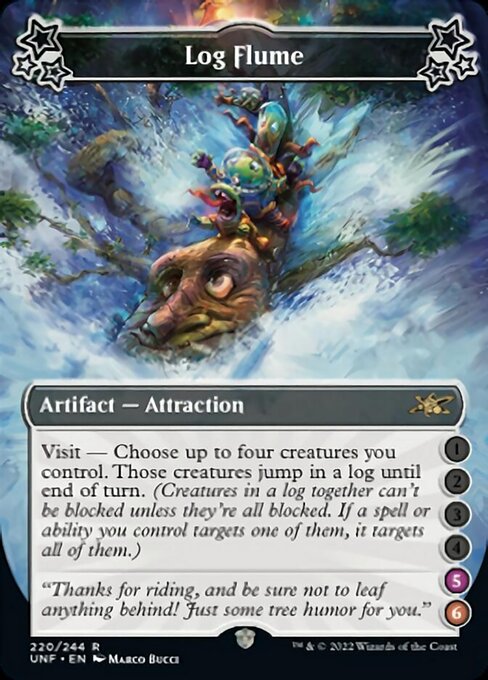 Log Flume
Artifact — Attraction
Visit — Choose up to four creatures you
control. Those creatures jump in a log until
end of turn. (Creatures in a log together can't
be blocked unless they're all blocked. If a spell or
ability you control targets one of them, it targets
all of them.)
"Thanks for riding, and be sure not to leaf
anything behind! Just some tree humor for you."
1
2
3
4
5
6
220/244 R
UNF • EN Marco Bucci
™ & © 2022 Wizards of the Coast